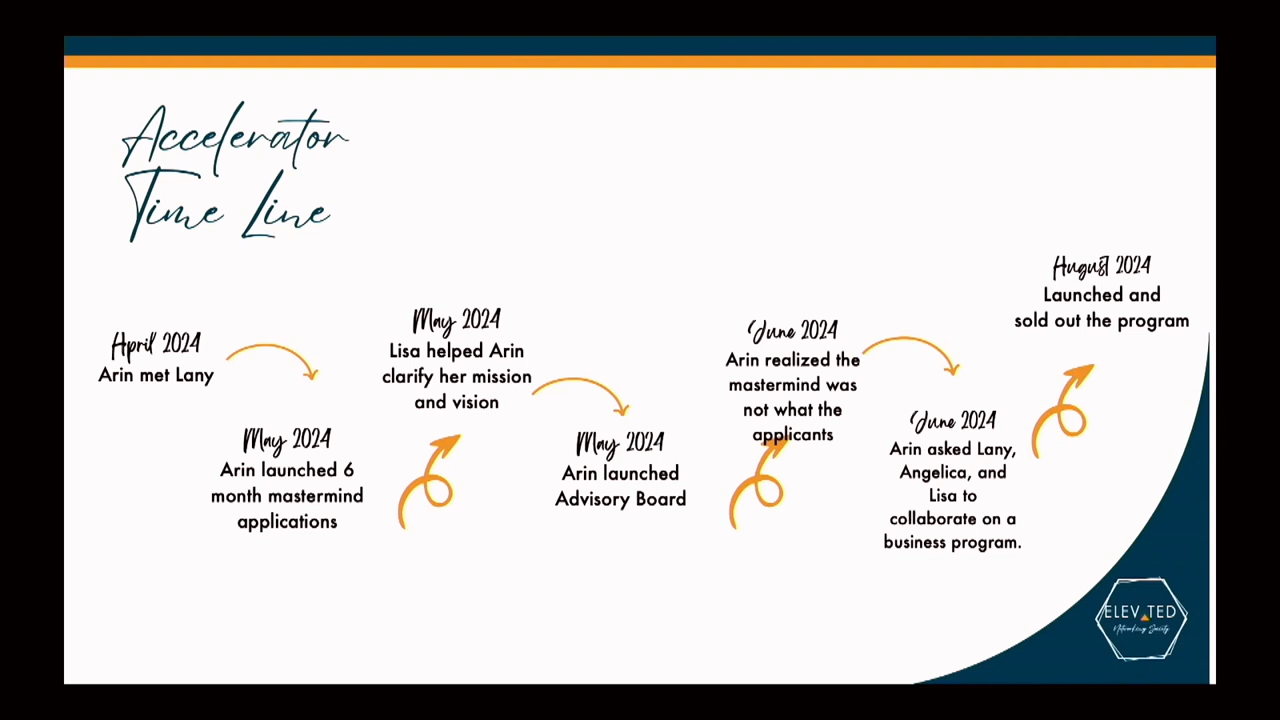 Accelerator
Time Line
April 2024
Arin met Lany
May 2024
Arin launched 6
month mastermind
applications
May 2024
Lisa helped Arin
clarify her mission
and vision
May 2024
Arin launched
Advisory Board
June 2024
Arin realized the
mastermind was
not what the
applicants
June 2024
Arin asked Lany,
Angelica, and
Lisa to
collaborate on a
business program.
August 2024
Launched and
sold out the program
ELEVATED
Networking Society